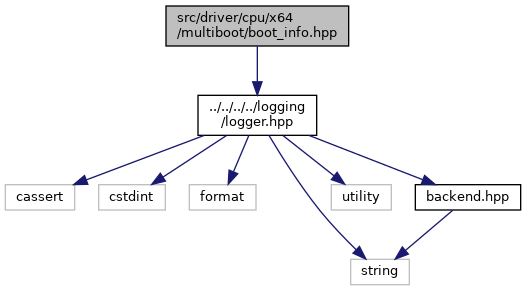 src/driver/cpu/x64
/multiboot/boot_info.hpp
../../../../logging
/logger.hpp
cassert
cstdint
format
utility
backend.hpp
string